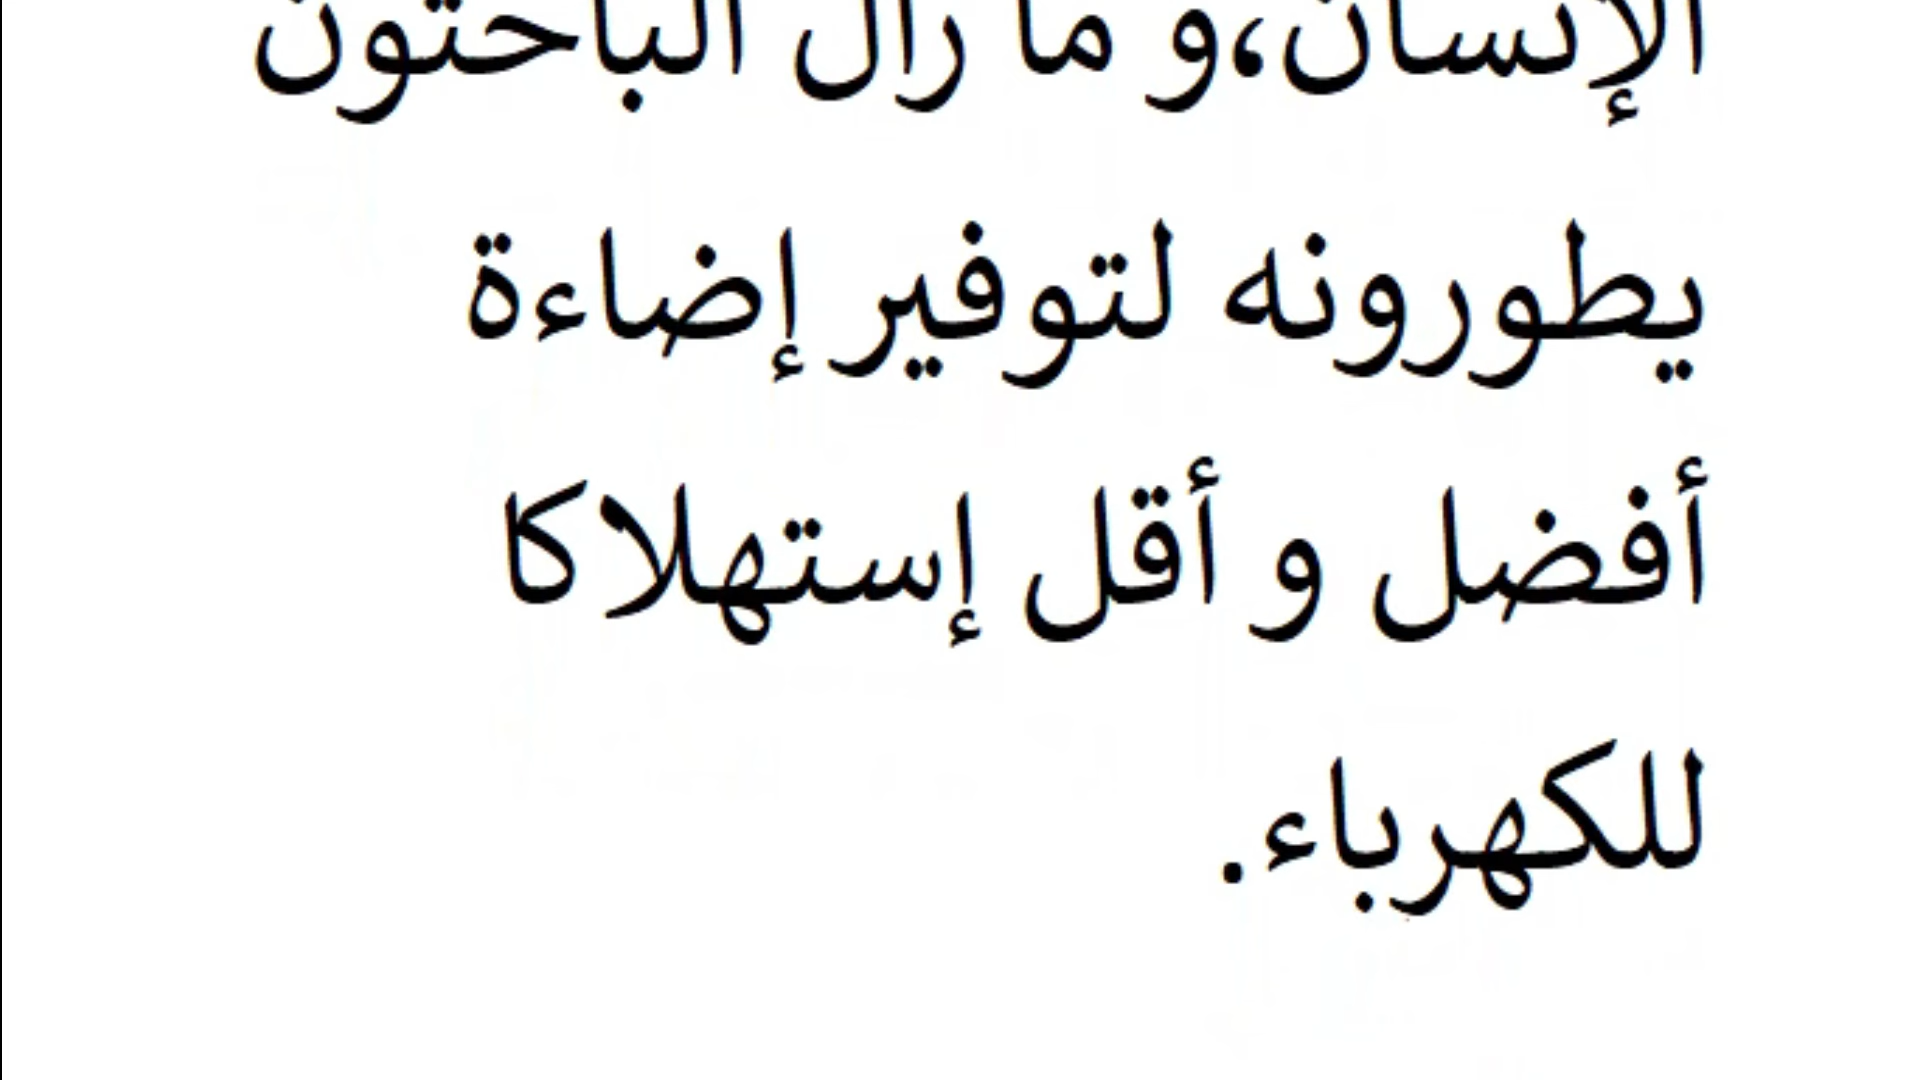 الإنسان،و ما زال الباحثون
يطورونه لتوفير إضاءة
أفضل و أقل إستهلاكا
للكهرباء.